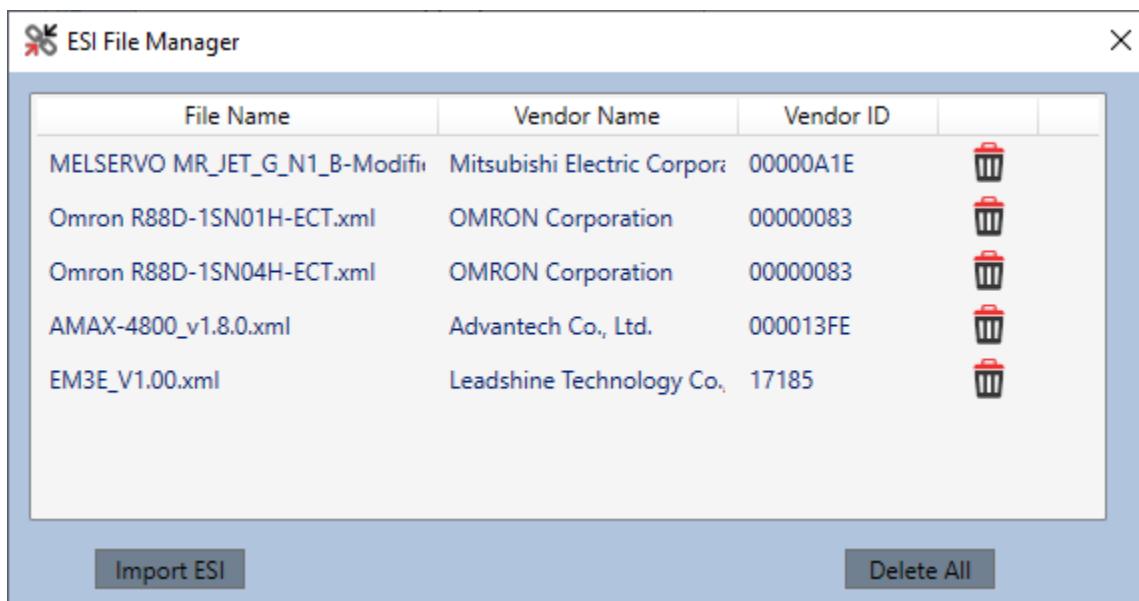 ESI File Manager
File Name Vendor Name Vendor ID
MELSERVO MR_JET_G_N1_B-Modifi Mitsubishi Electric Corpora 00000A1E
Omron R88D-1SN01H-ECT.xml OMRON Corporation 00000083
Omron R88D-1SN04H-ECT.xml OMRON Corporation 00000083
AMAX-4800_v1.8.0.xml Advantech Co., Ltd. 000013FE
EM3E_V1.00.xml Leadshine Technology Co., 17185
Import ESI Delete All